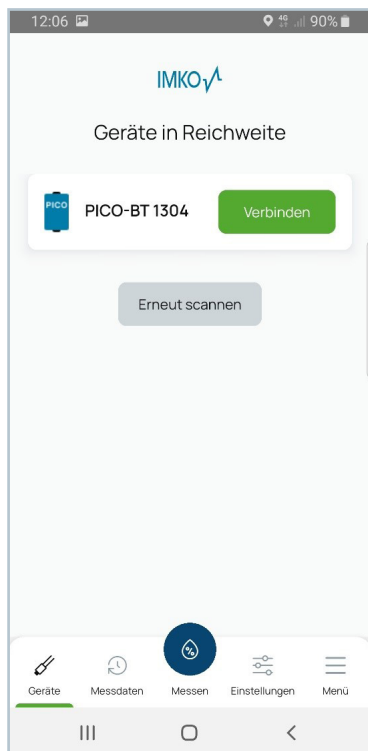 12:06 4G 90%
IMKO
Geräte in Reichweite
PICO PICO-BT 1304 Verbinden
Erneut scannen
%
Geräte Messdaten Messen Einstellungen Menü